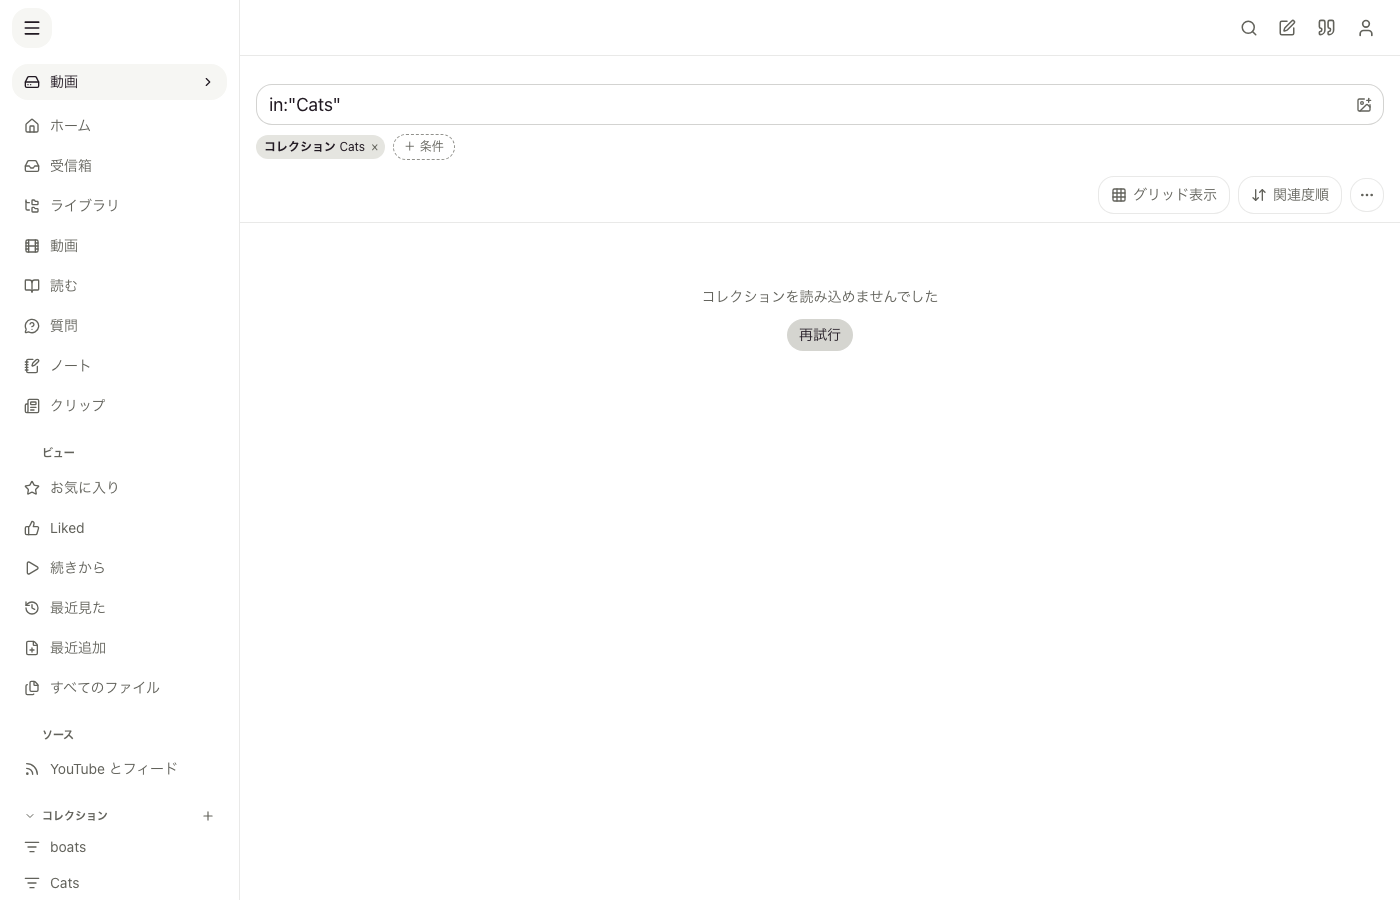 動画
ホーム
受信箱
ライブラリ
動画
読む
質問
ノート
クリップ
ビュー
お気に入り
Liked
続きから
最近見た
最近追加
すべてのファイル
ソース
YouTube とフィード
コレクション
boats
Cats
in:"Cats"
コレクション Cats ×
+ 条件
グリッド表示
関連度順
コレクションを読み込めませんでした
再試行